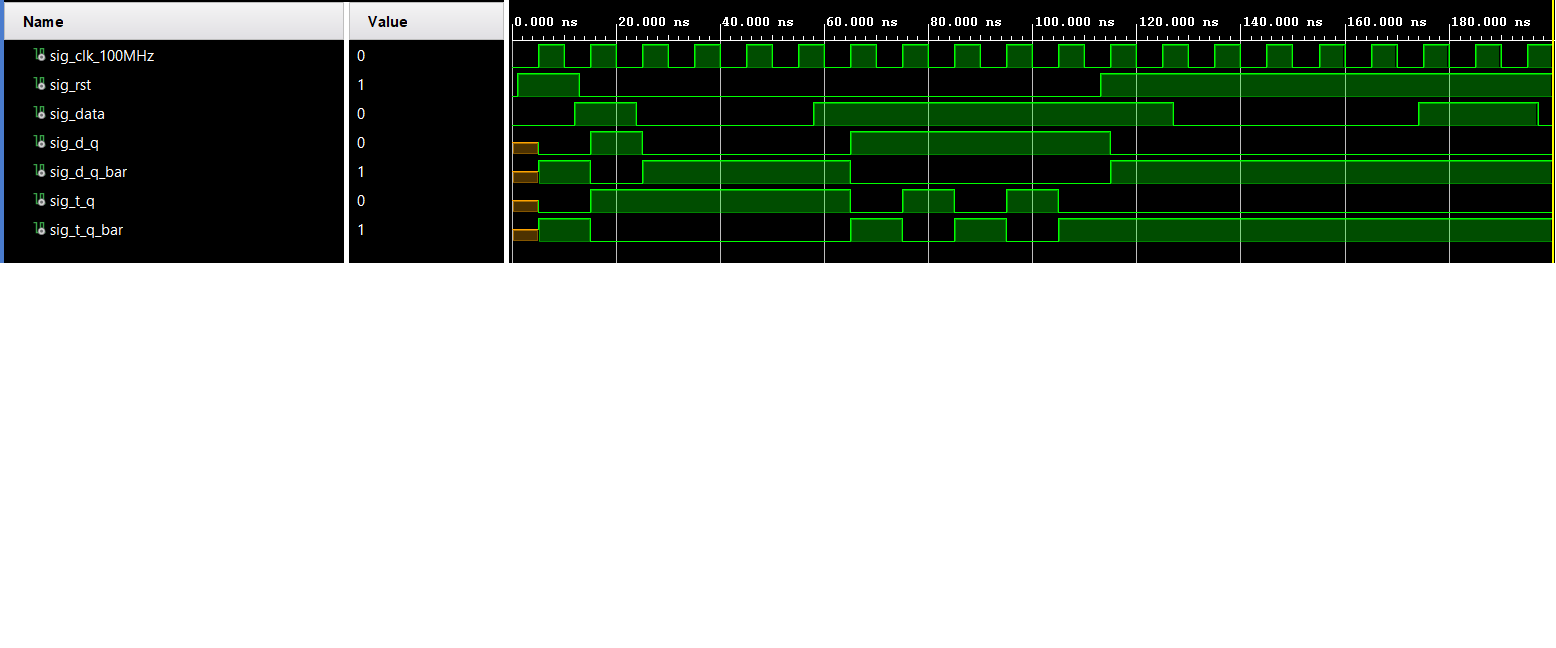 Name Value 0.000 ns 20.000 ns 40.000 ns 60.000 ns 80.000 ns 100.000 ns 120.000 ns 140.000 ns 160.000 ns 180.000 ns
sig_clk_100MHz 0
sig_rst 1
sig_data 0
sig_d_q 0
sig_d_q_bar 1
sig_t_q 0
sig_t_q_bar 1